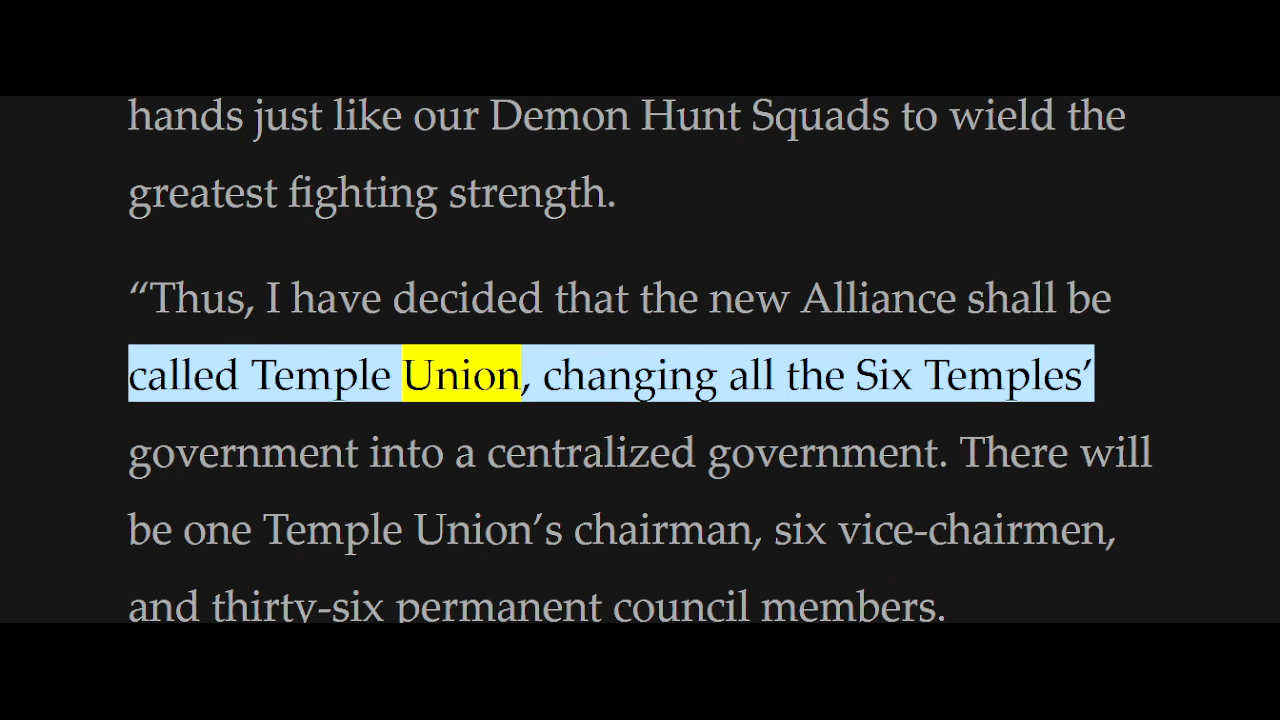 hands just like our Demon Hunt Squads to wield the
greatest fighting strength.
“Thus, I have decided that the new Alliance shall be
called Temple Union, changing all the Six Temples’
government into a centralized government. There will
be one Temple Union’s chairman, six vice-chairmen,
and thirty-six permanent council members.